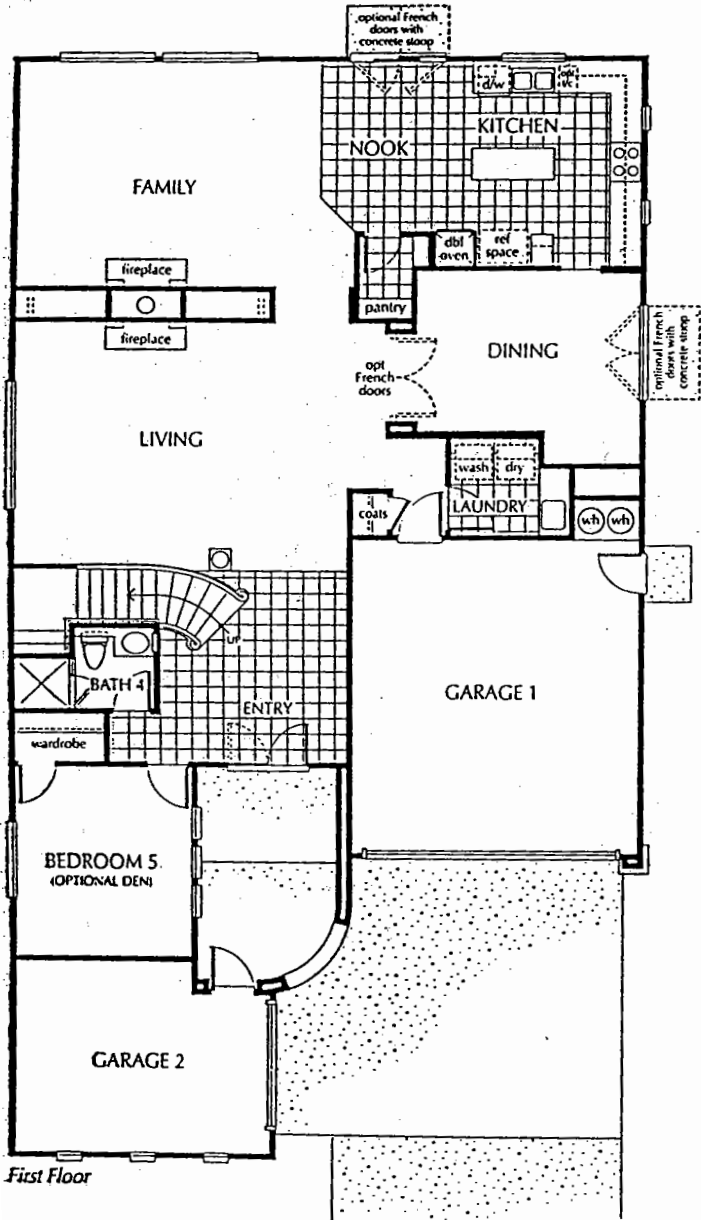 optional French
doors with
concrete stoop
d/w
opt
t/c
KITCHEN
NOOK
FAMILY
dbl
oven
ref
space
fireplace
pantry
fireplace
optional French
doors with
concrete stoop
DINING
opt
French
doors
LIVING
wash
dry
LAUNDRY
coats
wh
wh
UP
BATH 4
GARAGE 1
ENTRY
wardrobe
BEDROOM 5
(OPTIONAL DEN)
GARAGE 2
First Floor